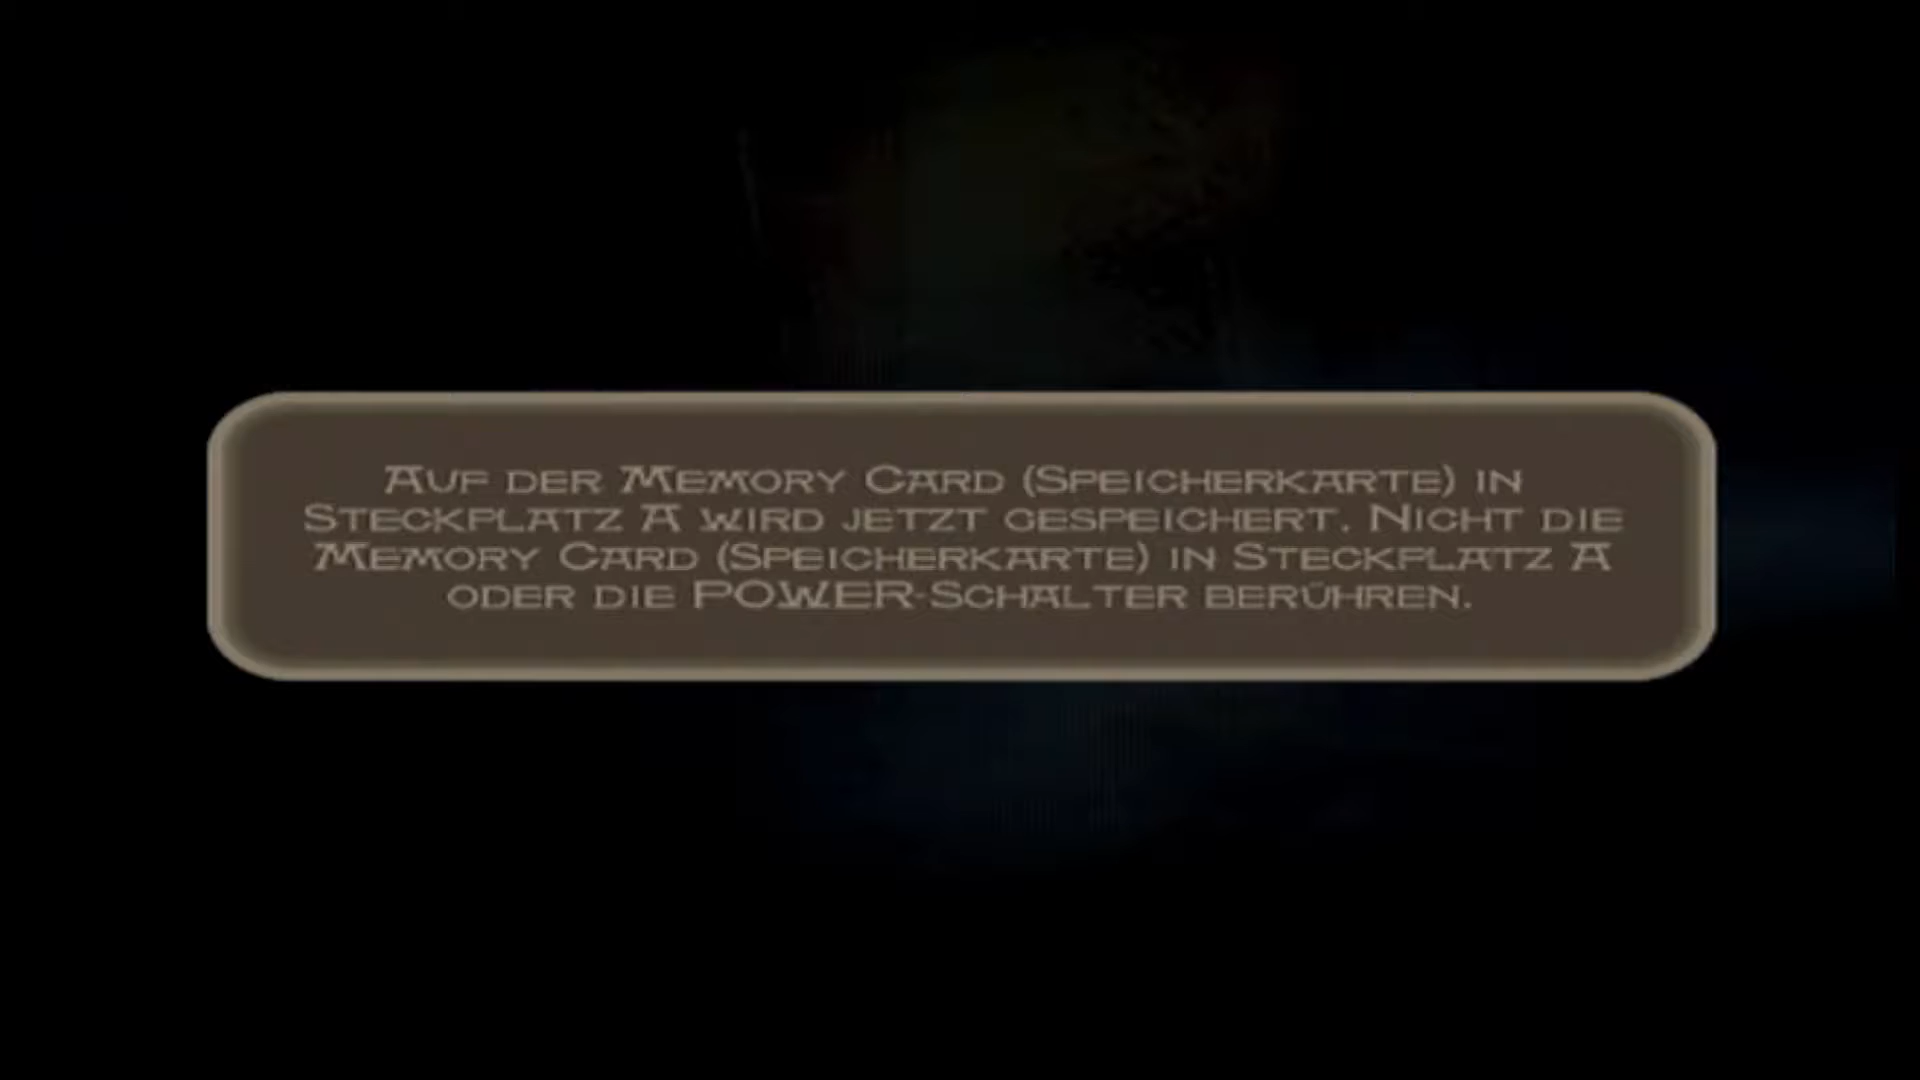 Auf der Memory Card (Speicherkarte) in
Steckplatz A wird jetzt gespeichert. Nicht die
Memory Card (Speicherkarte) in Steckplatz A
oder die POWER-Schalter berühren.